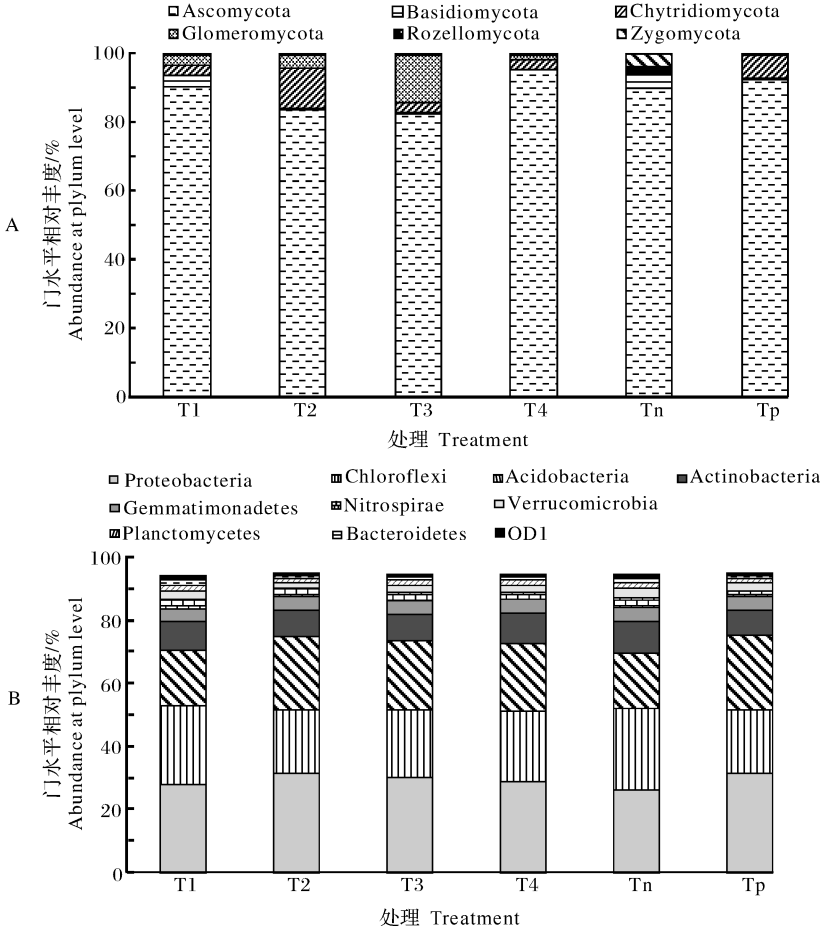 Ascomycota Basidiomycota Chytridiomycota
Glomeromycota Rozellomycota Zygomycota
100
80
60
40
20
0
门水平相对丰度/%
Abundance at plylum level
A
T1 T2 T3 T4 Tn Tp
处理 Treatment
Proteobacteria Chloroflexi Acidobacteria Actinobacteria
Gemmatimonadetes Nitrospirae Verrucomicrobia
Planctomycetes Bacteroidetes OD1
100
80
60
40
20
0
门水平相对丰度/%
Abundance at plylum level
B
T1 T2 T3 T4 Tn Tp
处理 Treatment